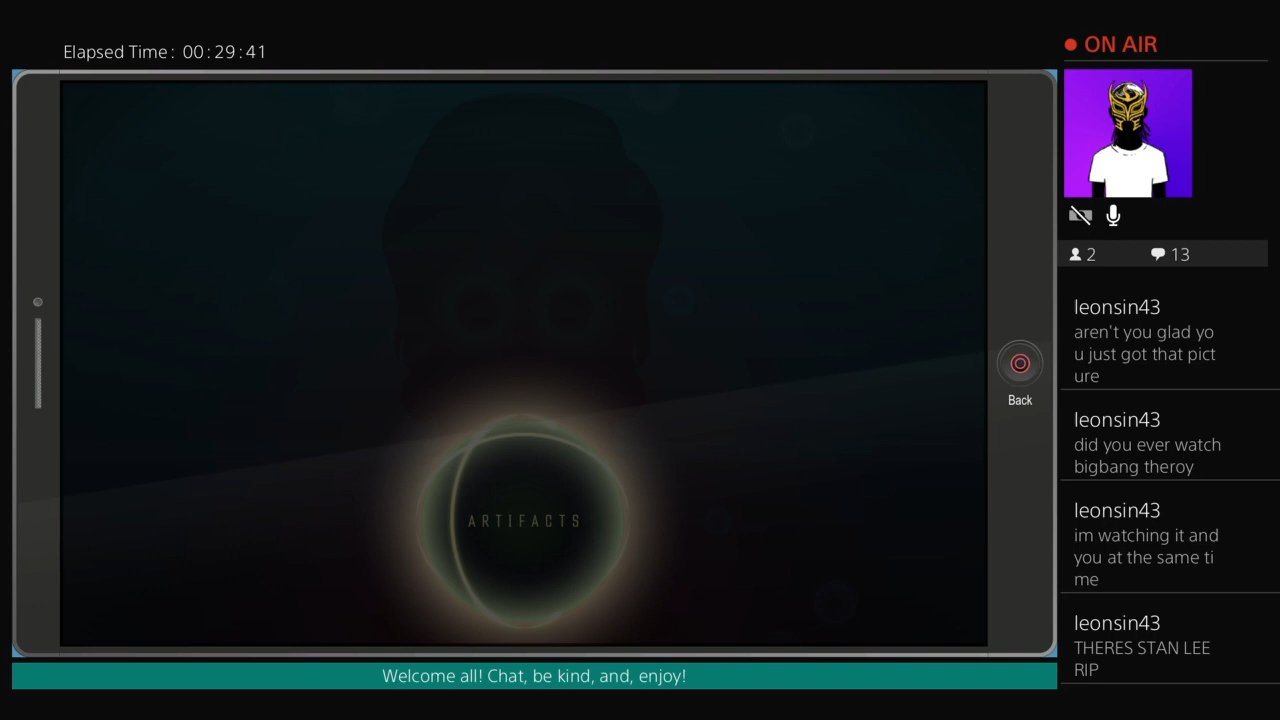 Elapsed Time: 00:29:41
ON AIR
2
13
leonsin43
aren't you glad yo
u just got that pict
ure
leonsin43
did you ever watch
bigbang theroy
leonsin43
im watching it and
you at the same ti
me
leonsin43
THERES STAN LEE
RIP
Back
ARTIFACTS
Welcome all! Chat, be kind, and, enjoy!